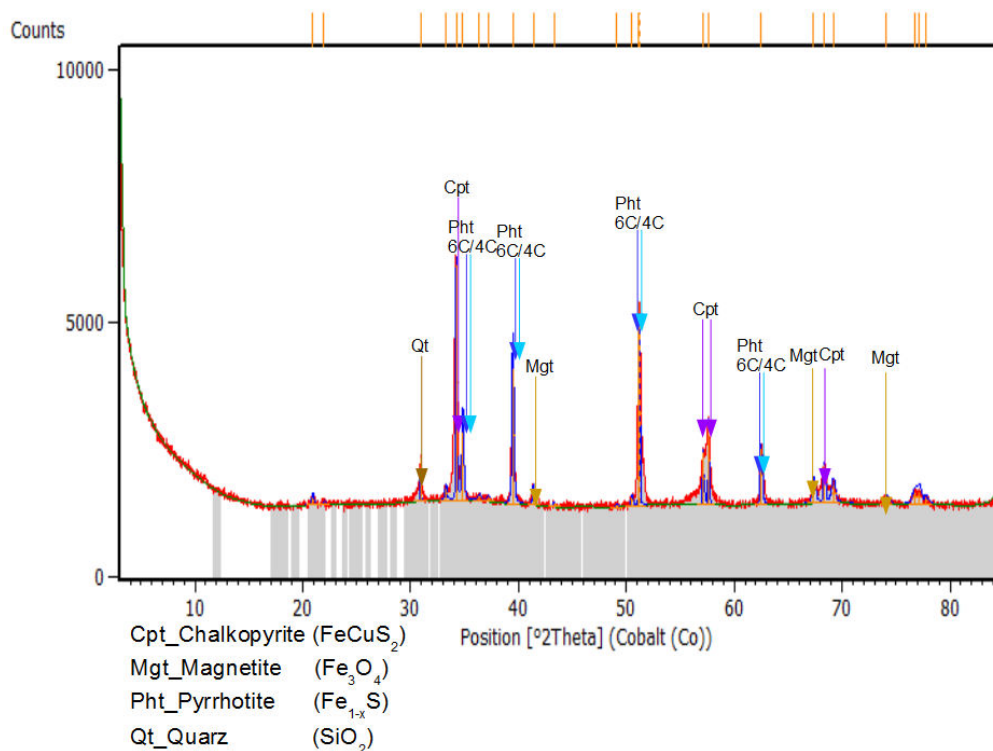 Counts
10000
Cpt
Pht
6C/4C
Pht
6C/4C
Pht
6C/4C
5000
Qt
Mgt
Cpt
Pht
6C/4C
Mgt
Cpt
Mgt
0
10 20 30 40 50 60 70 80
Position [º2Theta] (Cobalt (Co))
Cpt_Chalkopyrite (FeCuS₂)
Mgt_Magnetite (Fe₃O₄)
Pht_Pyrrhotite (Fe₁₋ₓS)
Qt_Quarz (SiO₂)